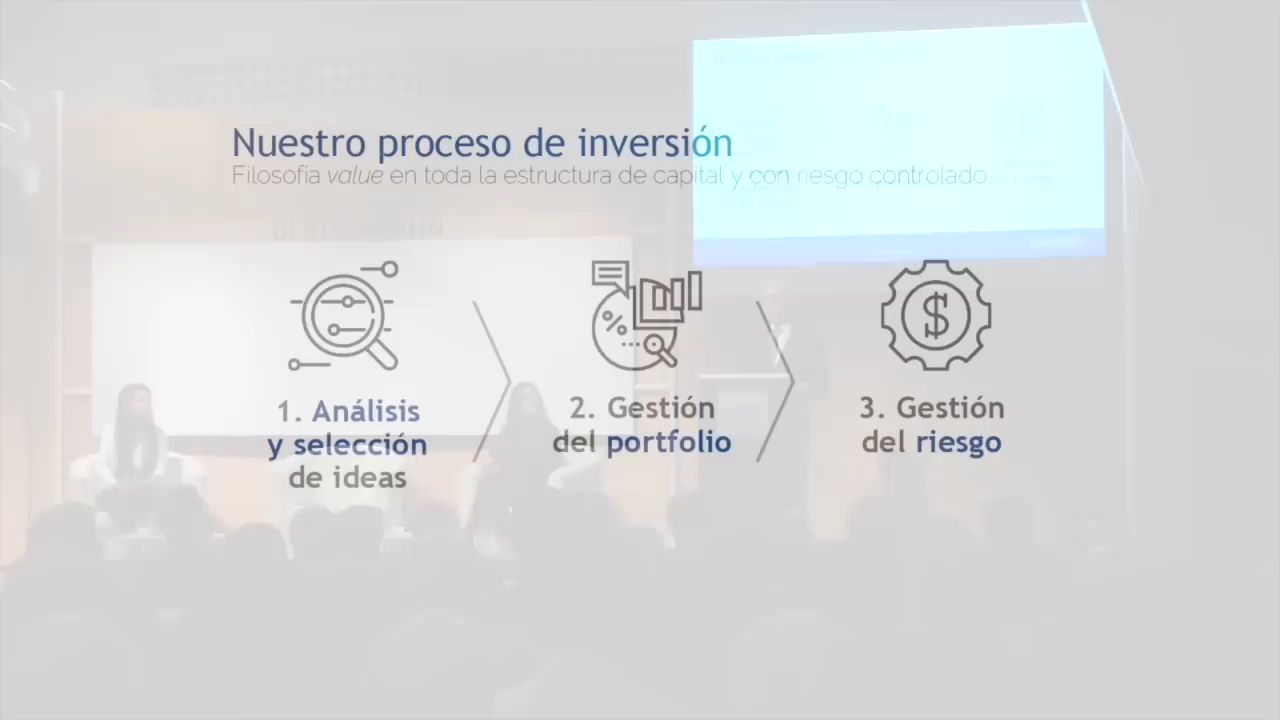 Nuestro proceso de inversión
Filosofía value en toda la estructura de capital y con riesgo controlado
1. Análisis
y selección
de ideas
2. Gestión
del portfolio
3. Gestión
del riesgo